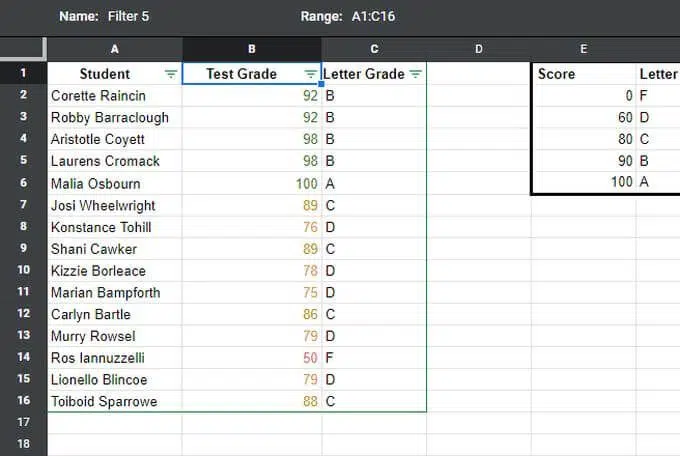 Name: Filter 5 Range: A1:C16
A B C D E
1 Student Test Grade Letter Grade Score Letter
2 Corette Raincin 92 B 0 F
3 Robby Barraclough 92 B 60 D
4 Aristotle Coyett 98 B 80 C
5 Laurens Cromack 98 B 90 B
6 Malia Osbourn 100 A 100 A
7 Josi Wheelwright 89 C
8 Konstance Tohill 76 D
9 Shani Cawker 89 C
10 Kizzie Borleace 78 D
11 Marian Bampforth 75 D
12 Carlyn Bartle 86 C
13 Murry Rowsel 79 D
14 Ros Iannuzzelli 50 F
15 Lionello Blincoe 79 D
16 Toibold Sparrowe 88 C
17
18